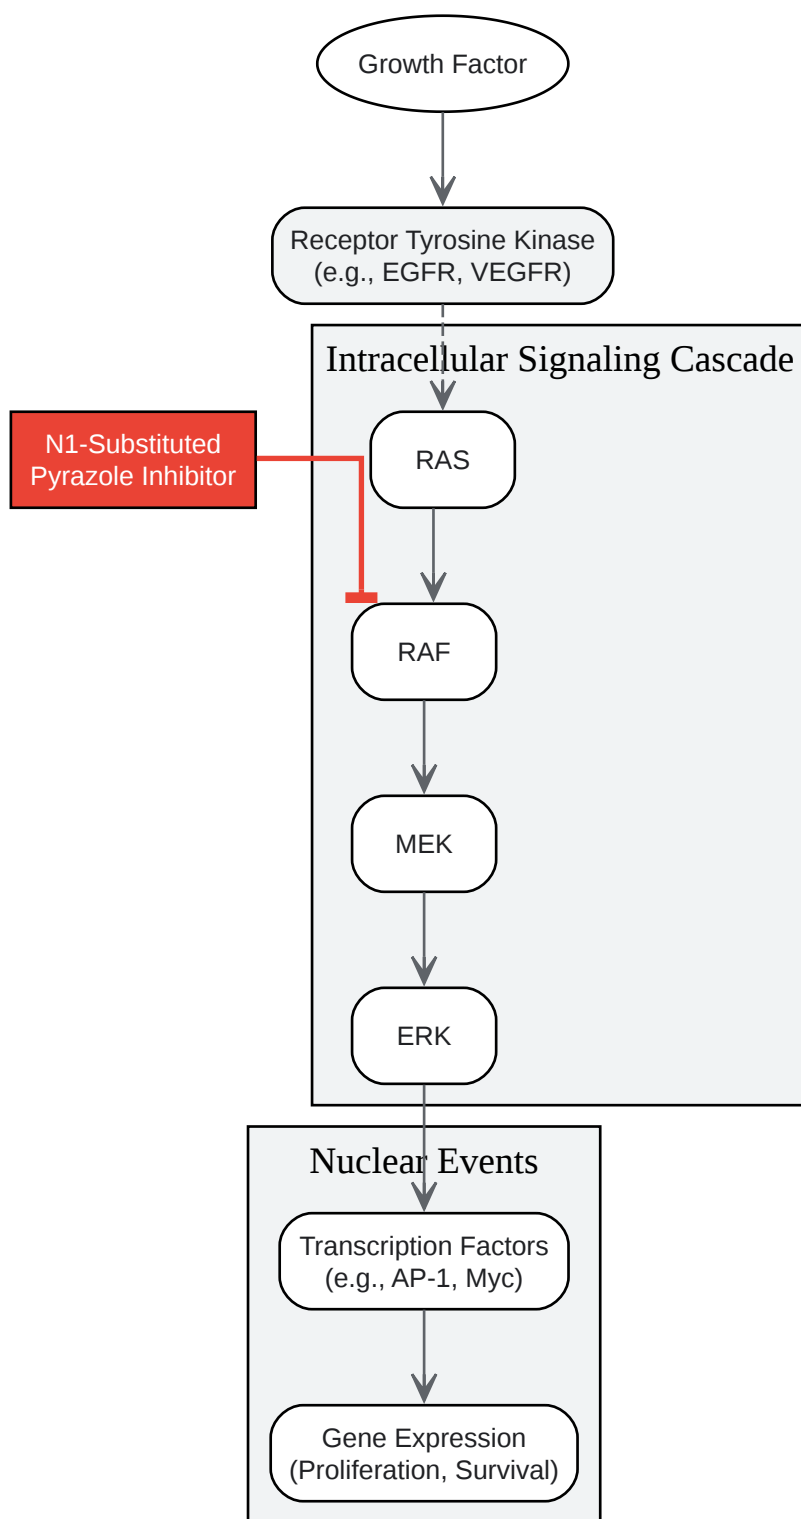 Growth Factor
Receptor Tyrosine Kinase
(e.g., EGFR, VEGFR)
Intracellular Signaling Cascade
N1-Substituted
Pyrazole Inhibitor
RAS
RAF
MEK
ERK
Nuclear Events
Transcription Factors
(e.g., AP-1, Myc)
Gene Expression
(Proliferation, Survival)